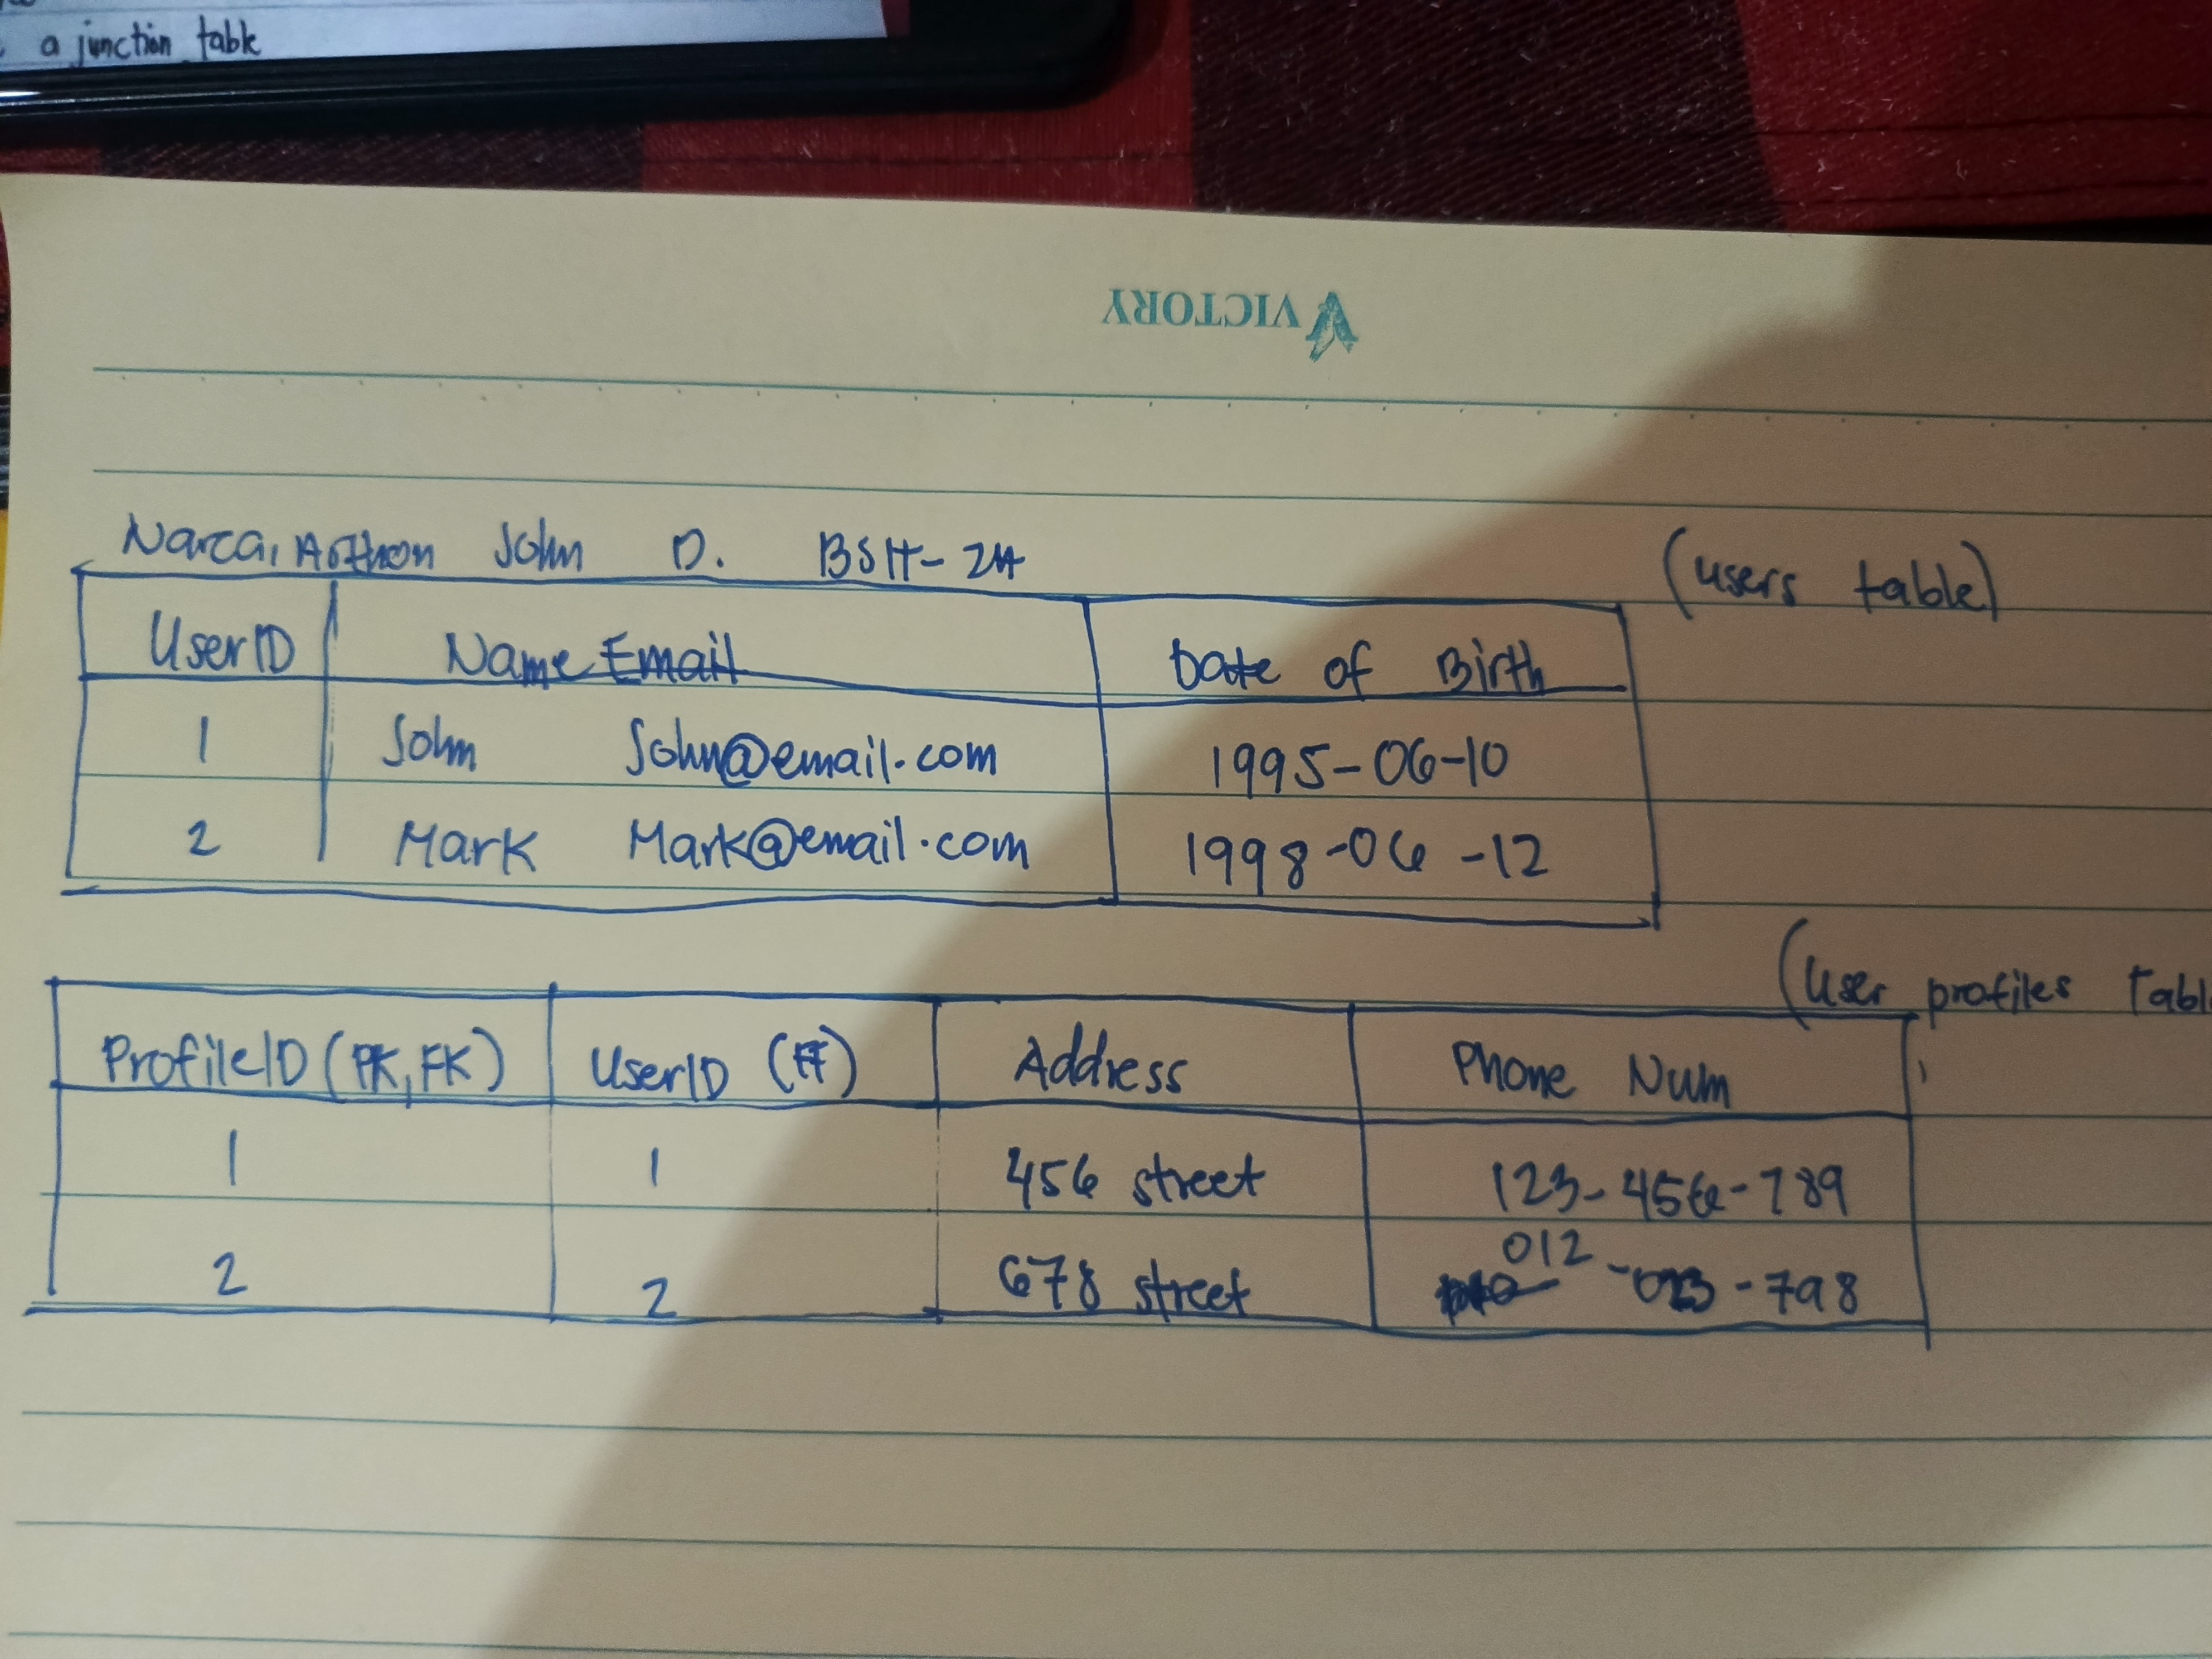 a junction table
VICTORY
Narca, John D. BSIT-2A
(users table)
UserID Name Email Date of Birth
1 John John@email.com 1995-06-10
2 Mark Mark@email.com 1998-06-12
(User profiles Tabl
ProfileID (PK, FK) UserID (FK) Address Phone Num
1 1 456 street 123-456-789
2 2 678 street 012-023-798